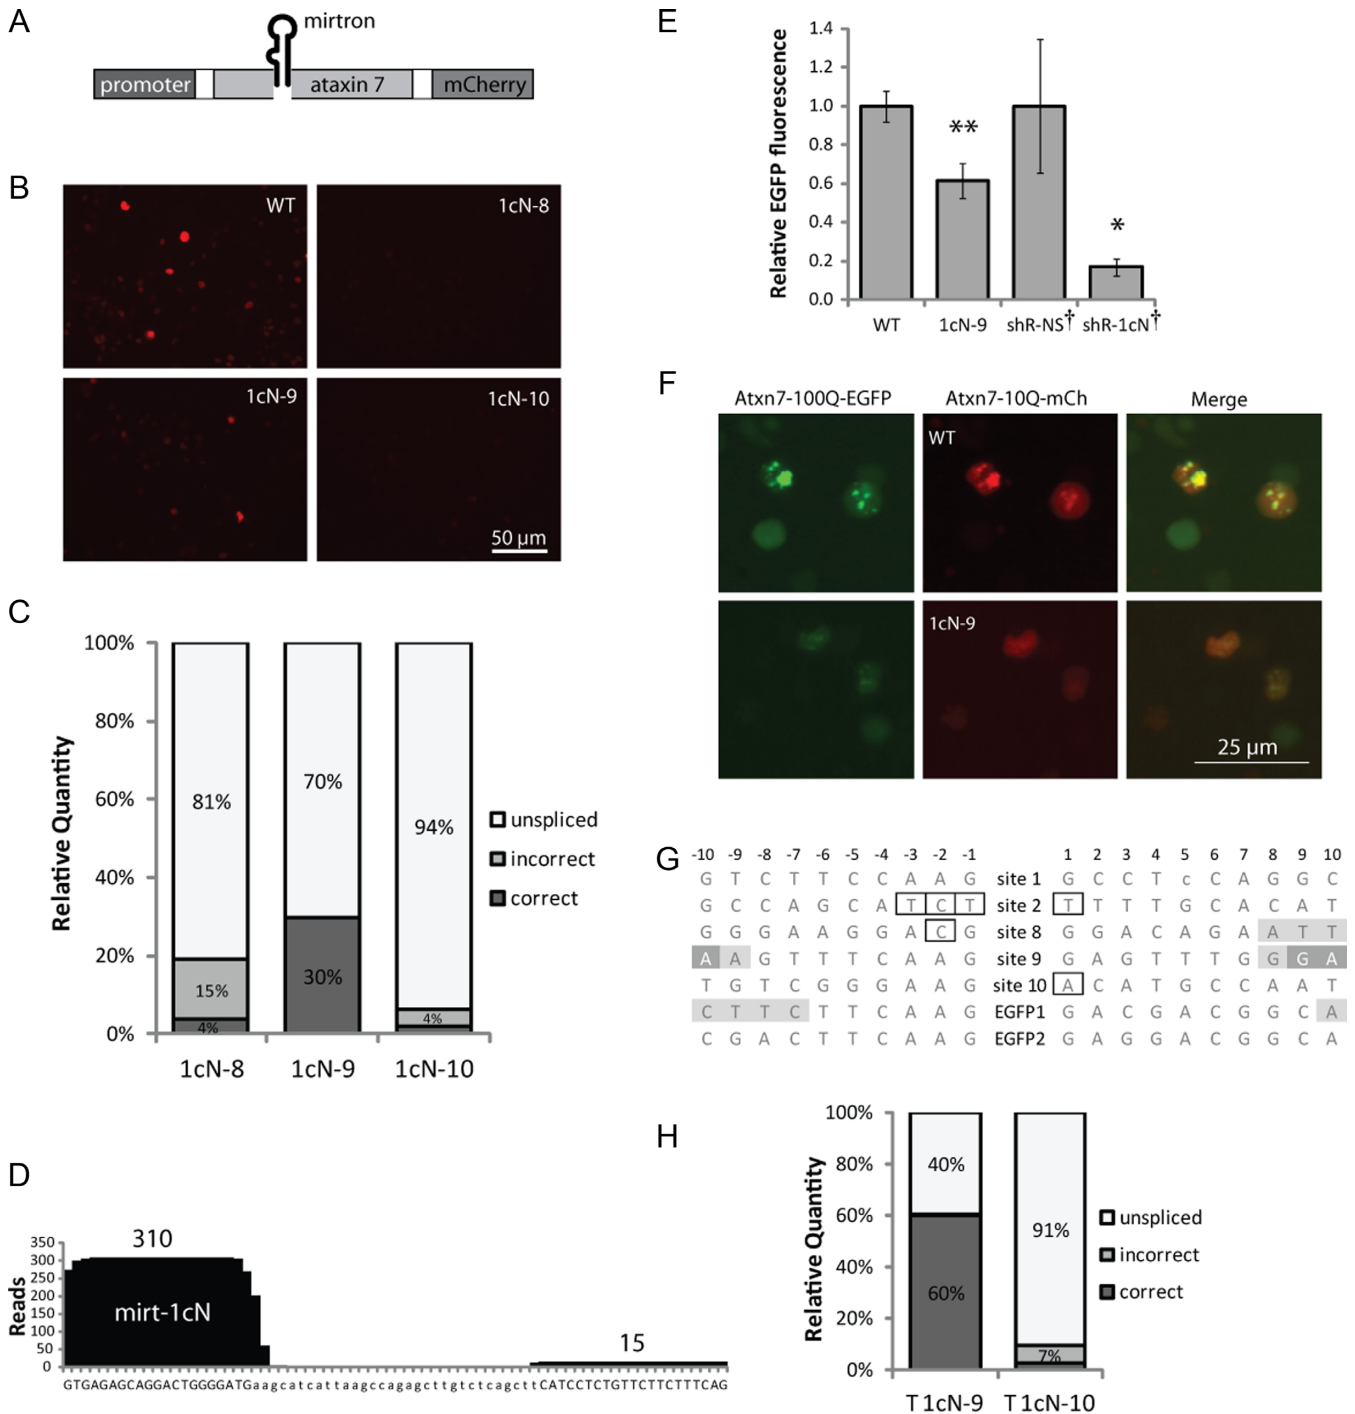 A
mirtron
promoter
ataxin 7
mCherry
B
WT
1cN-8
1cN-9
1cN-10
50 µm
C
100%
80%
60%
40%
20%
0%
Relative Quantity
81%
15%
4%
70%
30%
94%
4%
unspliced
incorrect
correct
1cN-8
1cN-9
1cN-10
D
Reads
350
300
250
200
150
100
50
0
310
mirt-1cN
15
GTGAGAGCAGGACTGGGGATGaagcatcattaagccagagcttgtctcagcttCATCCTCTGTTCTTCTTTCAG
E
Relative EGFP fluorescence
1.4
1.2
1.0
0.8
0.6
0.4
0.2
0.0
**
*
WT
1cN-9
shR-NS†
shR-1cN†
F
Atxn7-100Q-EGFP
Atxn7-10Q-mCh
Merge
WT
1cN-9
25 µm
G
-10 -9 -8 -7 -6 -5 -4 -3 -2 -1 1 2 3 4 5 6 7 8 9 10
G T C T T C C A A G site 1 G C C T c C A G G C
G C C A G C A T C T site 2 T T T T G C A C A T
G G G A A G G A C G site 8 G G A C A G A A T T
A A G T T T C A A G site 9 G A G T T T G G G A
T G T C G G G A A G site 10 A C A T G C C A A T
C T T C T T C A A G EGFP1 G A C G A C G G C A
C G A C T T C A A G EGFP2 G A G G A C G G C A
H
Relative Quantity
100%
80%
60%
40%
20%
0%
40%
60%
91%
7%
unspliced
incorrect
correct
T 1cN-9
T 1cN-10